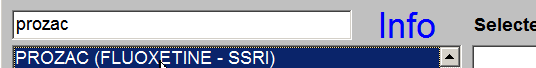 prozac
Info
Selecte
PROZAC (FLUOXETINE - SSRI)